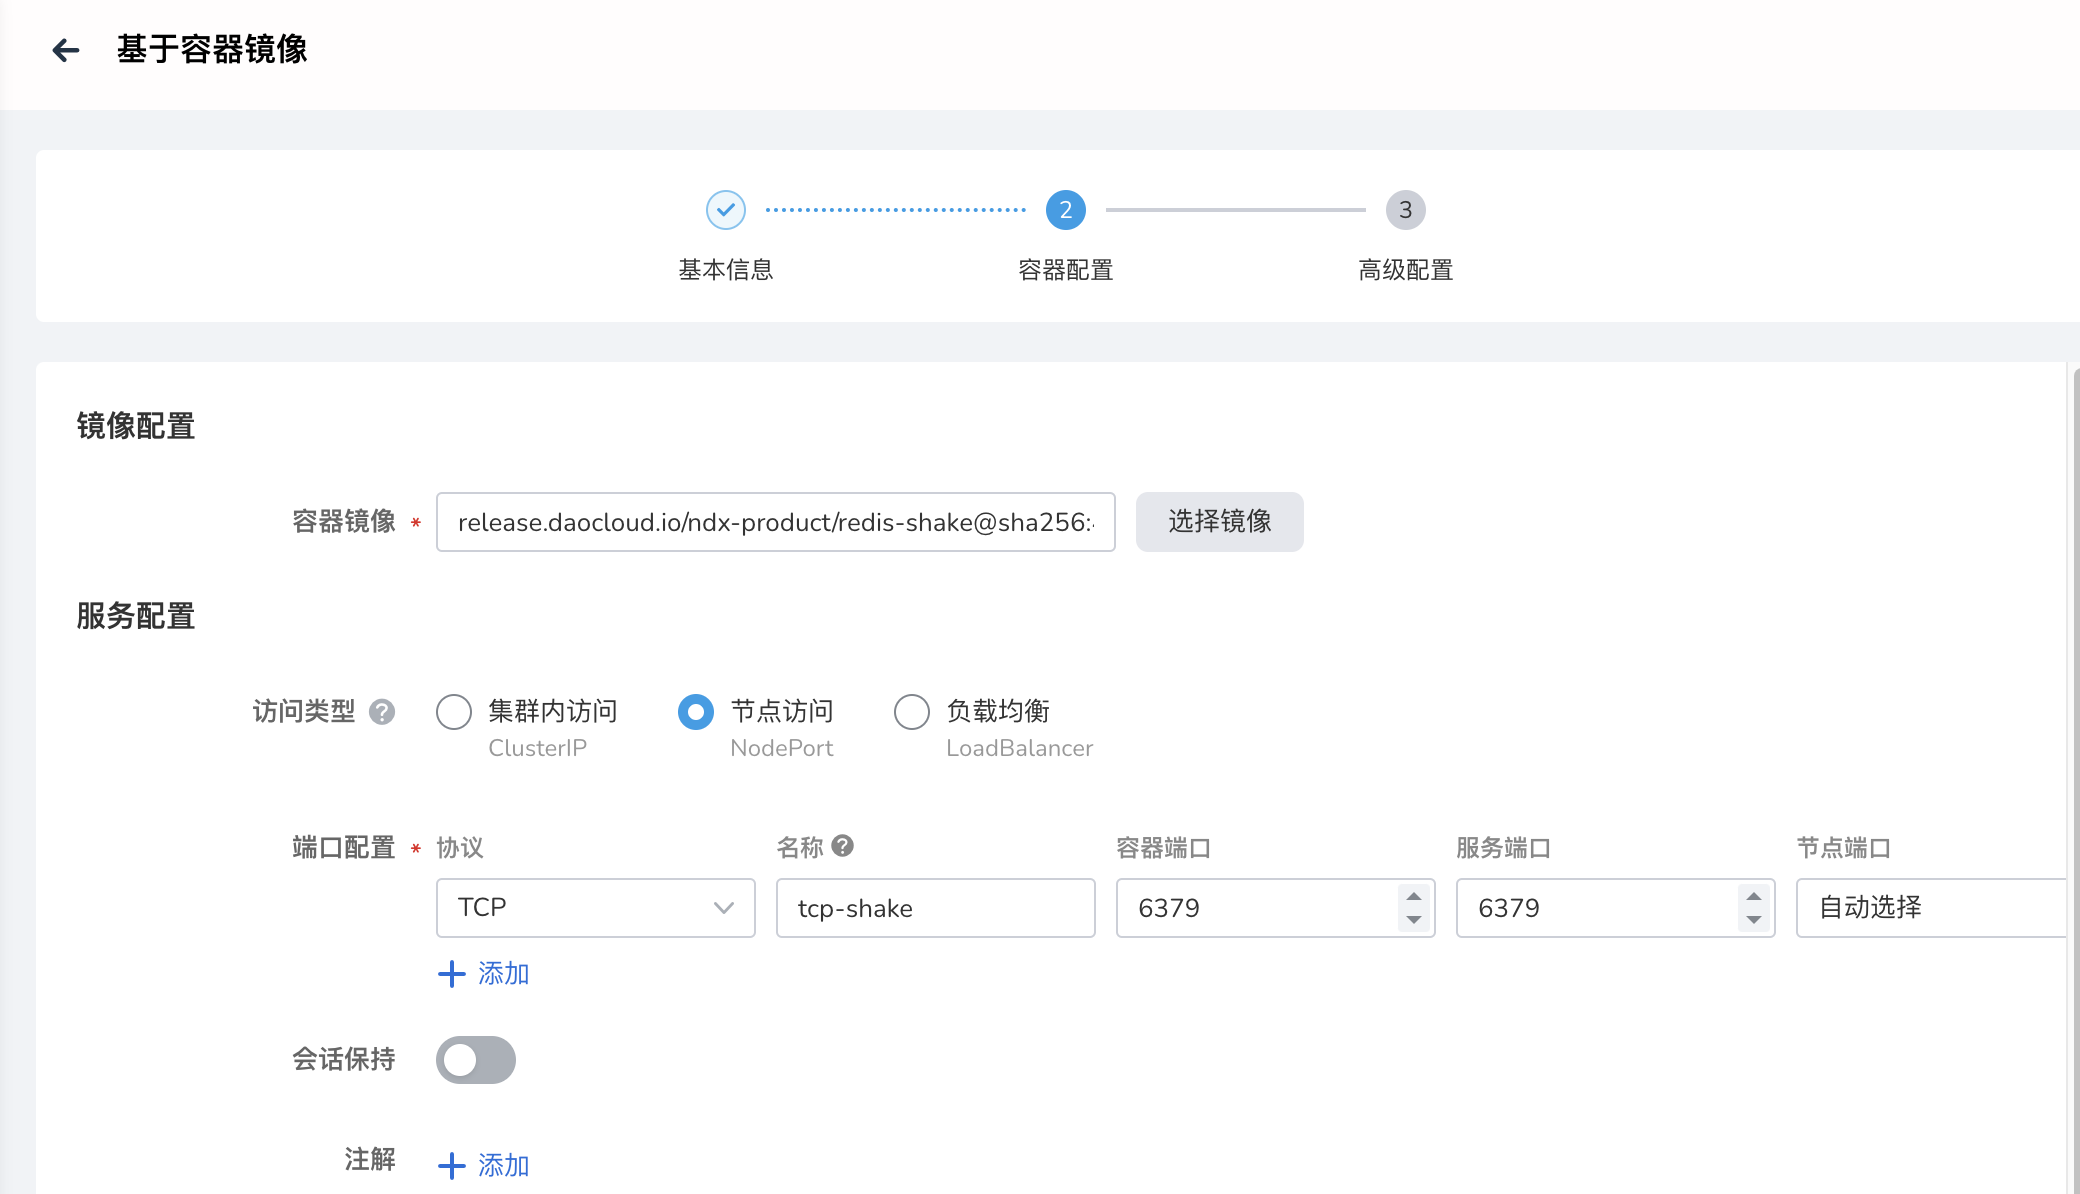 基于容器镜像
2
3
基本信息
容器配置
高级配置
镜像配置
容器镜像 *
release.daocloud.io/ndx-product/redis-shake@sha256:
选择镜像
服务配置
访问类型 ?
集群内访问
ClusterIP
节点访问
NodePort
负载均衡
LoadBalancer
端口配置 *
协议
名称 ?
容器端口
服务端口
节点端口
TCP
tcp-shake
6379
6379
自动选择
+ 添加
会话保持
注解
+ 添加